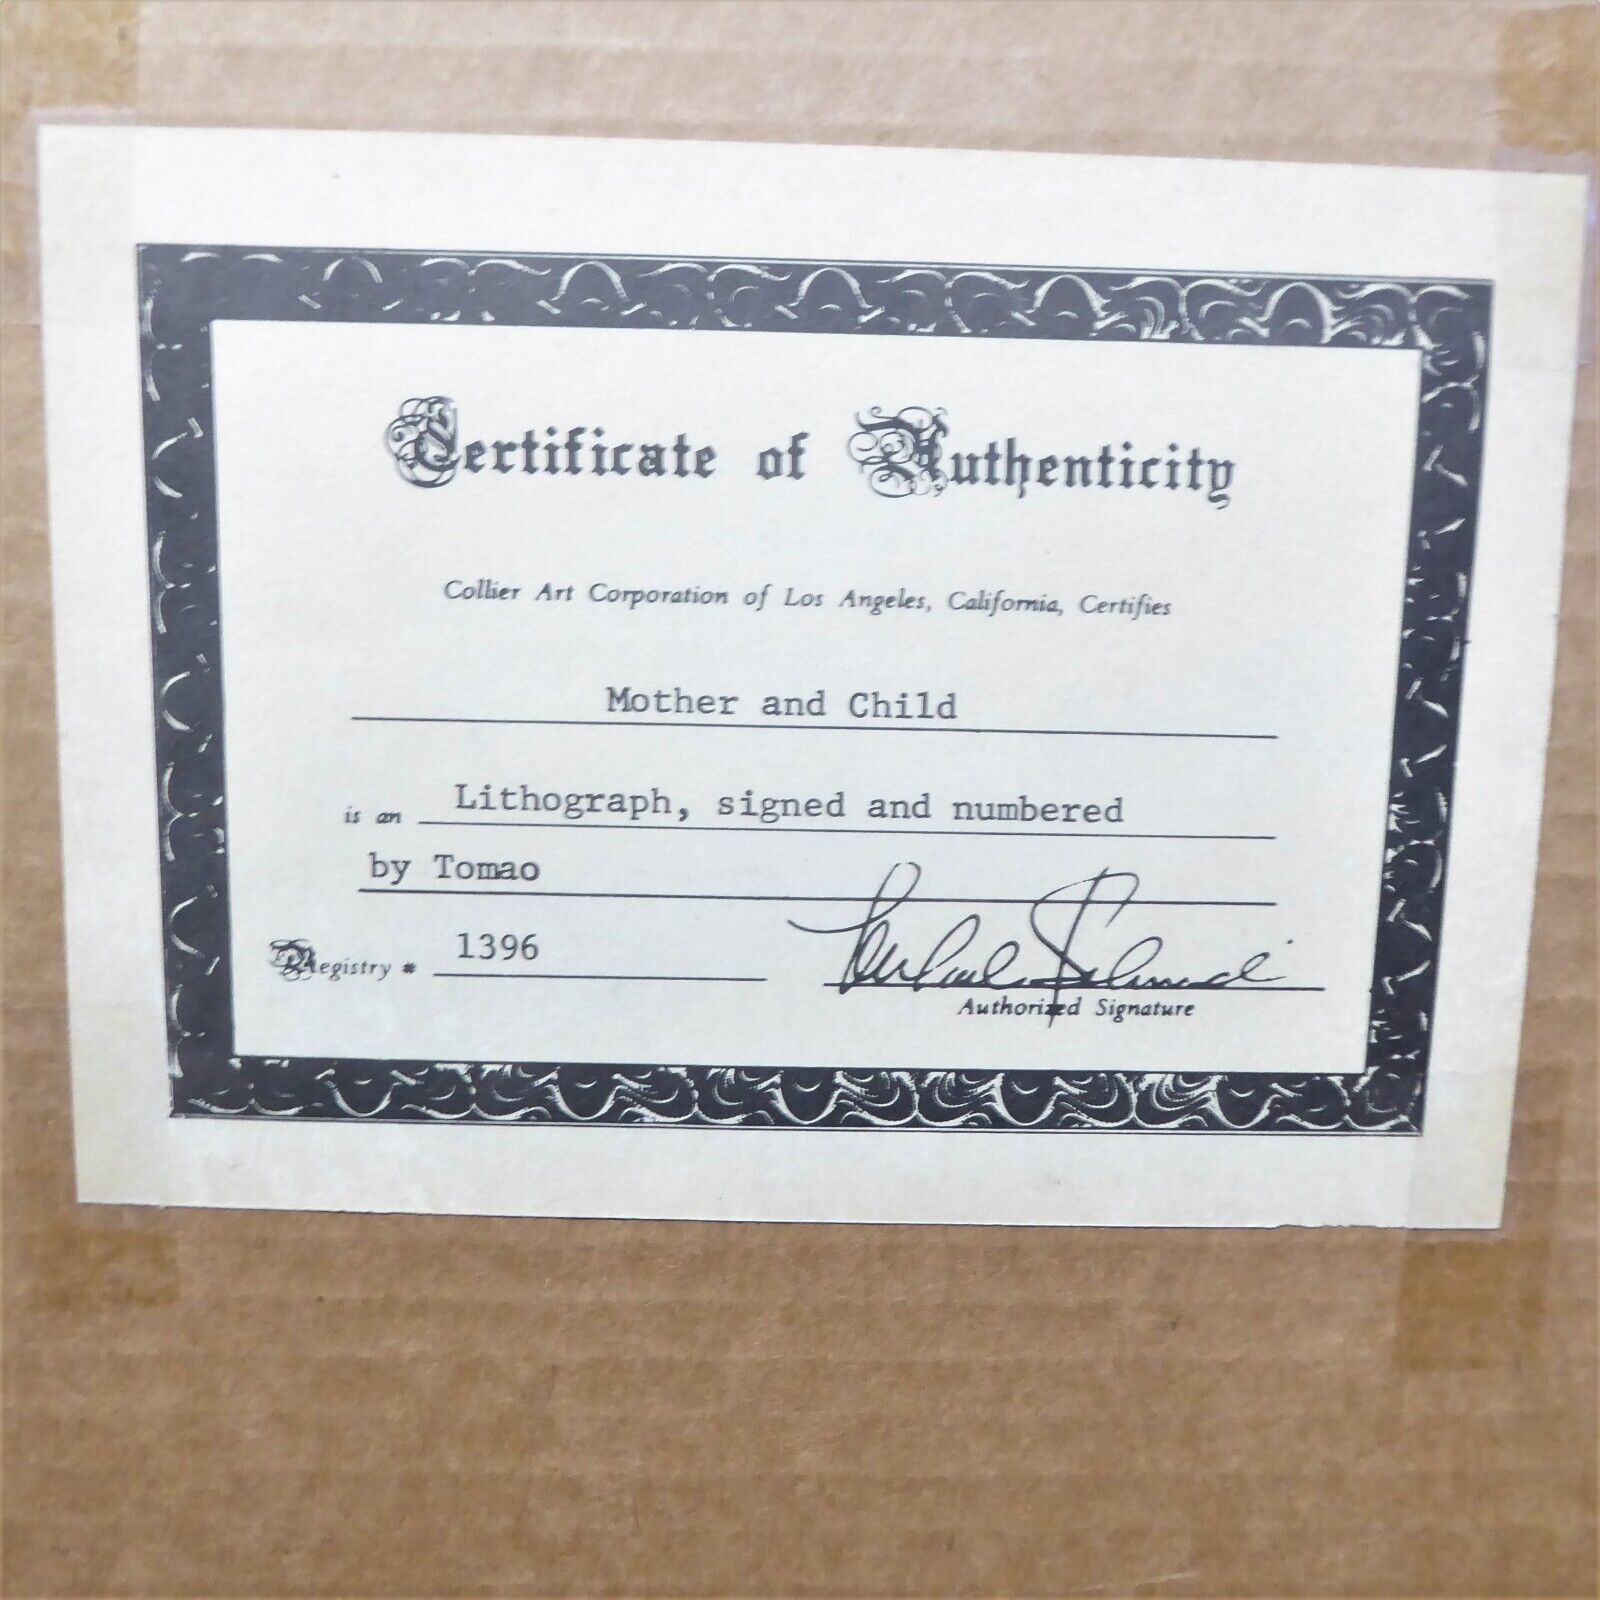 Certificate of Authenticity
Collier Art Corporation of Los Angeles, California, Certifies
Mother and Child
is an Lithograph, signed and numbered
by Tomao
Registry # 1396
Authorized Signature